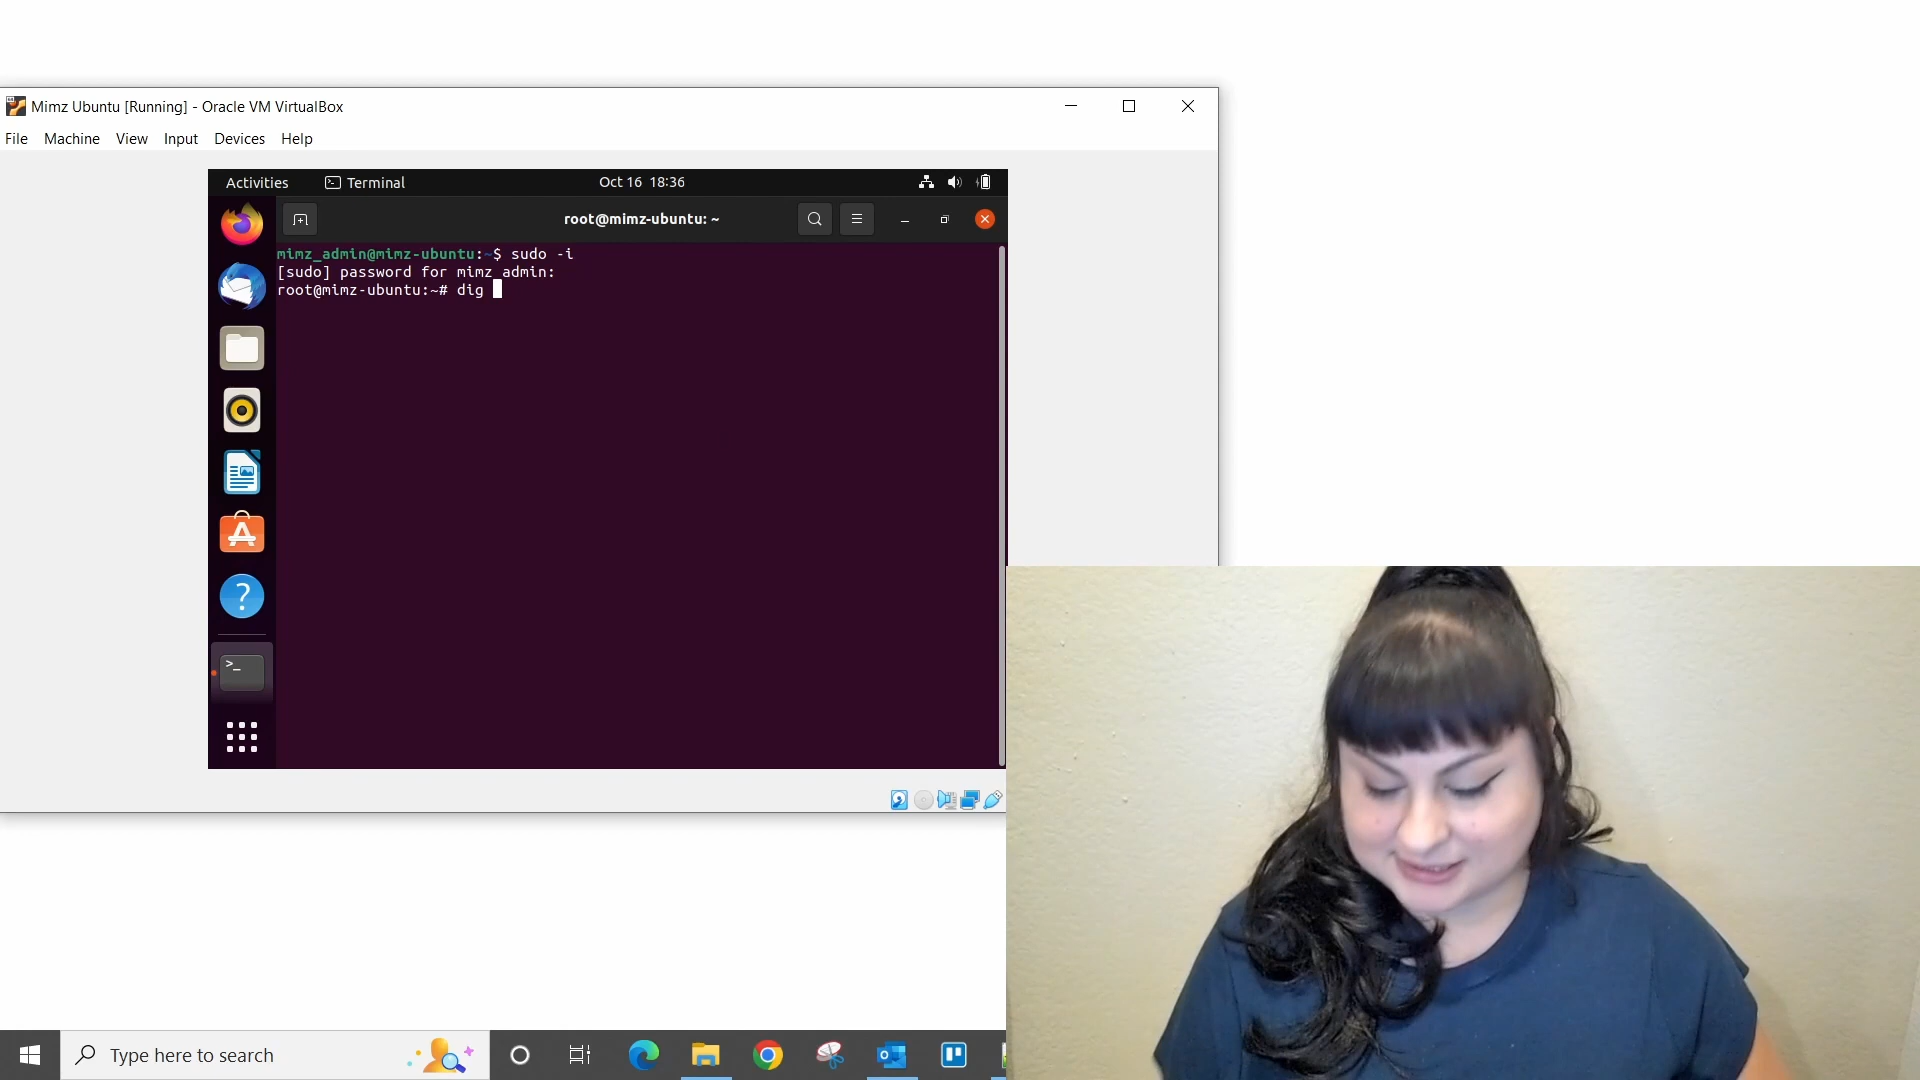 Mimz Ubuntu [Running] - Oracle VM VirtualBox
File Machine View Input Devices Help
Activities Terminal Oct 16 18:36
root@mimz-ubuntu: ~
mimz_admin@mimz-ubuntu:~$ sudo -i
[sudo] password for mimz_admin:
root@mimz-ubuntu:~# dig
Type here to search